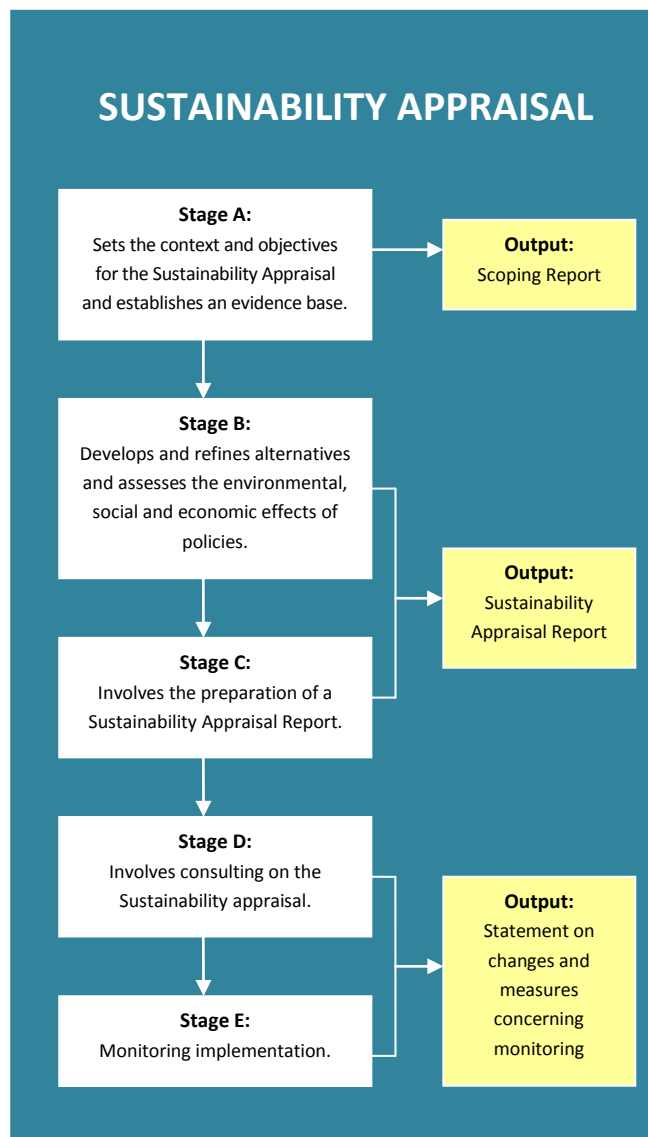 SUSTAINABILITY APPRAISAL
Stage A:
Sets the context and objectives
for the Sustainability Appraisal
and establishes an evidence base.
Output:
Scoping Report
Stage B:
Develops and refines alternatives
and assesses the environmental,
social and economic effects of
policies.
Output:
Sustainability
Appraisal Report
Stage C:
Involves the preparation of a
Sustainability Appraisal Report.
Stage D:
Involves consulting on the
Sustainability appraisal.
Output:
Statement on
changes and
measures
concerning
monitoring
Stage E:
Monitoring implementation.